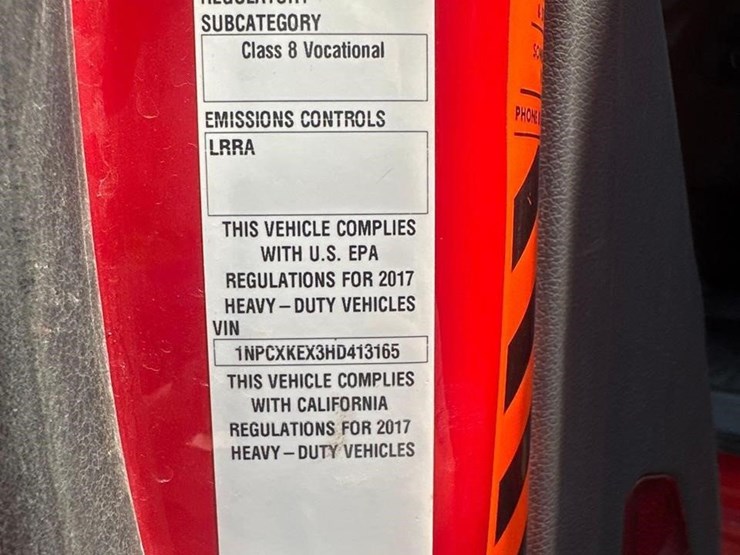 SUBCATEGORY
Class 8 Vocational
EMISSIONS CONTROLS
LRRA
THIS VEHICLE COMPLIES
WITH U.S. EPA
REGULATIONS FOR 2017
HEAVY – DUTY VEHICLES
VIN
1NPCXKEX3HD413165
THIS VEHICLE COMPLIES
WITH CALIFORNIA
REGULATIONS FOR 2017
HEAVY – DUTY VEHICLES
PHONE